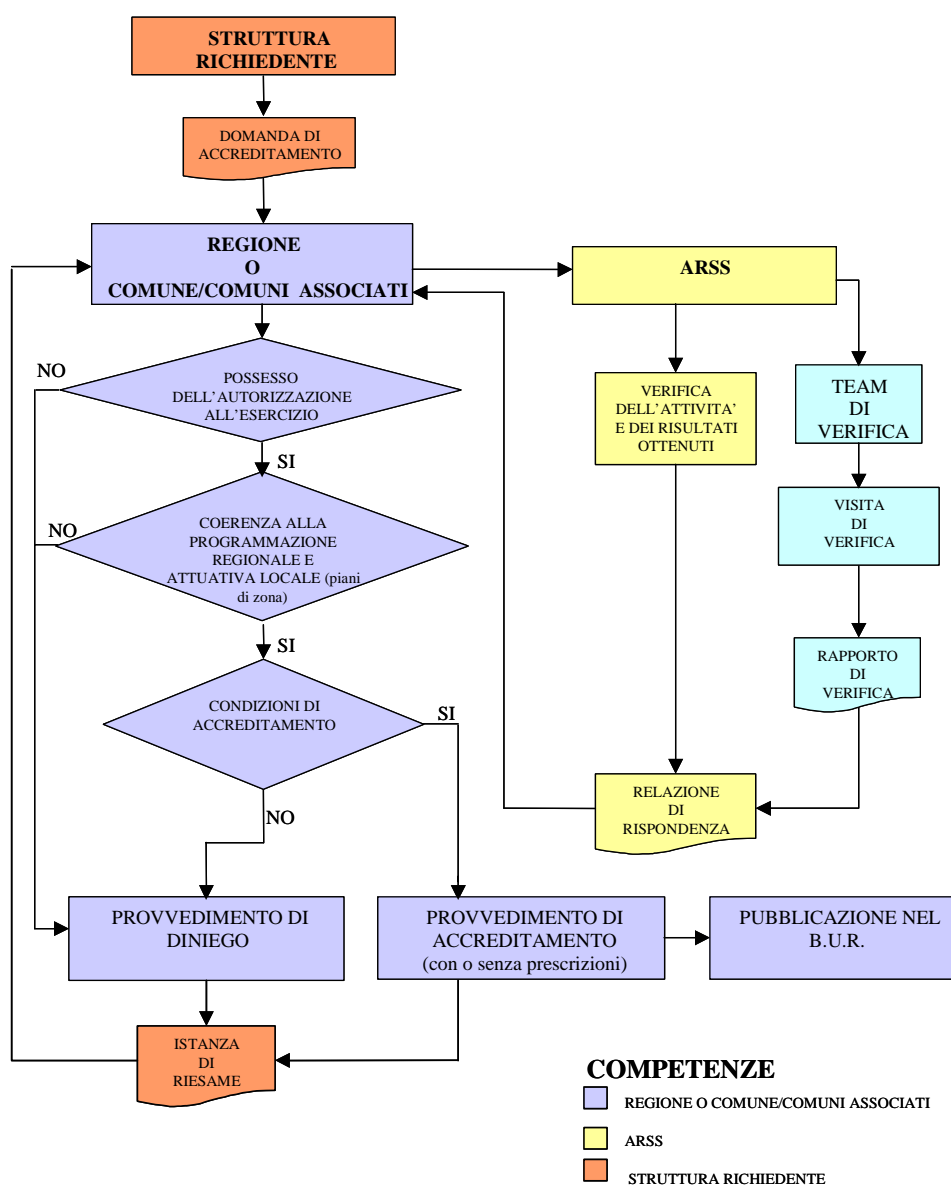 STRUTTURA
RICHIEDENTE
DOMANDA DI
ACCREDITAMENTO
REGIONE
O
COMUNE/COMUNI ASSOCIATI
ARSS
NO
POSSESSO
DELL’AUTORIZZAZIONE
ALL’ESERCIZIO
SI
VERIFICA
DELL’ATTIVITA’
E DEI RISULTATI
OTTENUTI
TEAM
DI
VERIFICA
NO
COERENZA ALLA
PROGRAMMAZIONE
REGIONALE E
ATTUATIVA LOCALE (piani
di zona)
SI
VISITA
DI
VERIFICA
RAPPORTO
DI
VERIFICA
CONDIZIONI DI
ACCREDITAMENTO
SI
NO
RELAZIONE
DI
RISPONDENZA
PROVVEDIMENTO DI
DINIEGO
PROVVEDIMENTO DI
ACCREDITAMENTO
(con o senza prescrizioni)
PUBBLICAZIONE NEL
B.U.R.
ISTANZA
DI
RIESAME
COMPETENZE
REGIONE O COMUNE/COMUNI ASSOCIATI
ARSS
STRUTTURA RICHIEDENTE